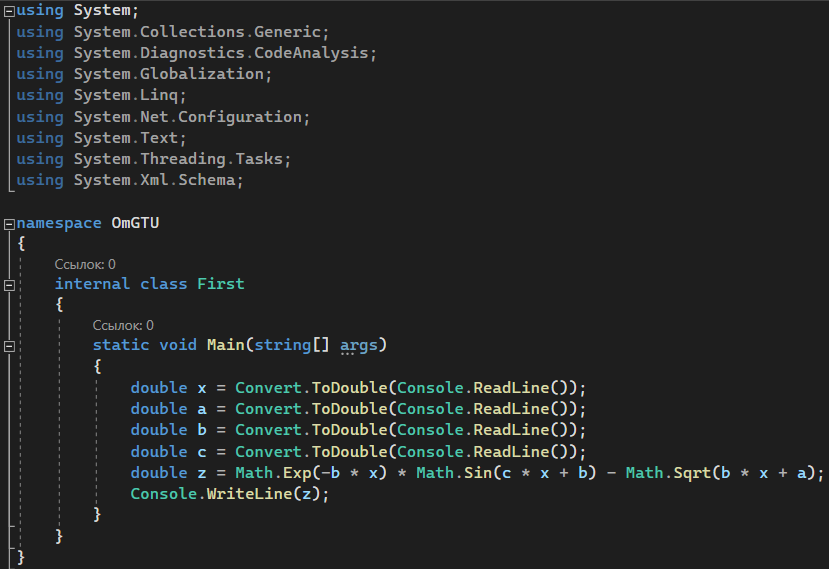 using System;
using System.Collections.Generic;
using System.Diagnostics.CodeAnalysis;
using System.Globalization;
using System.Linq;
using System.Net.Configuration;
using System.Text;
using System.Threading.Tasks;
using System.Xml.Schema;

namespace OmGTU
{
    Ссылок: 0
    internal class First
    {
        Ссылок: 0
        static void Main(string[] args)
        {
            double x = Convert.ToDouble(Console.ReadLine());
            double a = Convert.ToDouble(Console.ReadLine());
            double b = Convert.ToDouble(Console.ReadLine());
            double c = Convert.ToDouble(Console.ReadLine());
            double z = Math.Exp(-b * x) * Math.Sin(c * x + b) - Math.Sqrt(b * x + a);
            Console.WriteLine(z);
        }
    }
}